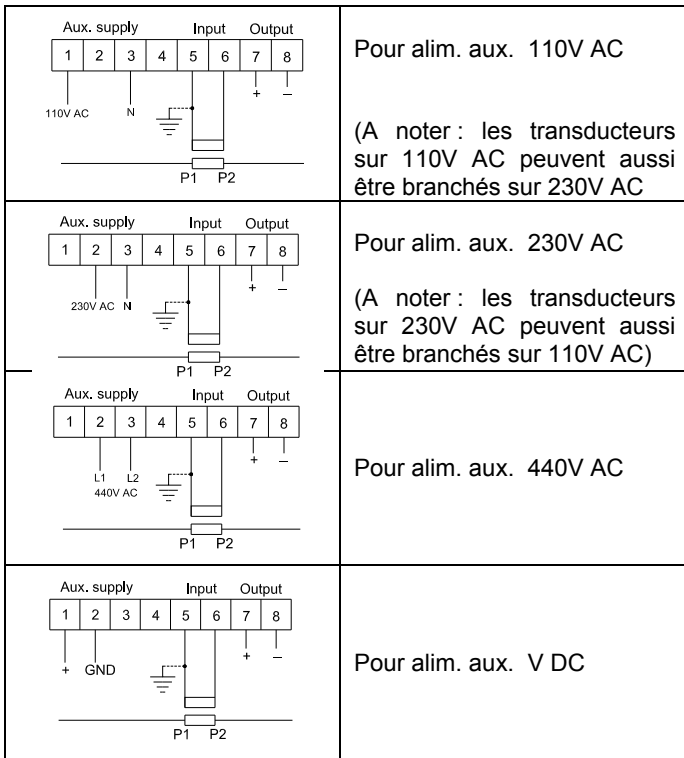 Aux. supply Input Output
1 2 3 4 5 6 7 8
+ –
110V AC N
P1 P2
Pour alim. aux. 110V AC
(A noter : les transducteurs
sur 110V AC peuvent aussi
être branchés sur 230V AC
Aux. supply Input Output
1 2 3 4 5 6 7 8
+ –
230V AC N
P1 P2
Pour alim. aux. 230V AC
(A noter : les transducteurs
sur 230V AC peuvent aussi
être branchés sur 110V AC)
Aux. supply Input Output
1 2 3 4 5 6 7 8
+ –
L1 L2
440V AC
P1 P2
Pour alim. aux. 440V AC
Aux. supply Input Output
1 2 3 4 5 6 7 8
+ GND + –
P1 P2
Pour alim. aux. V DC